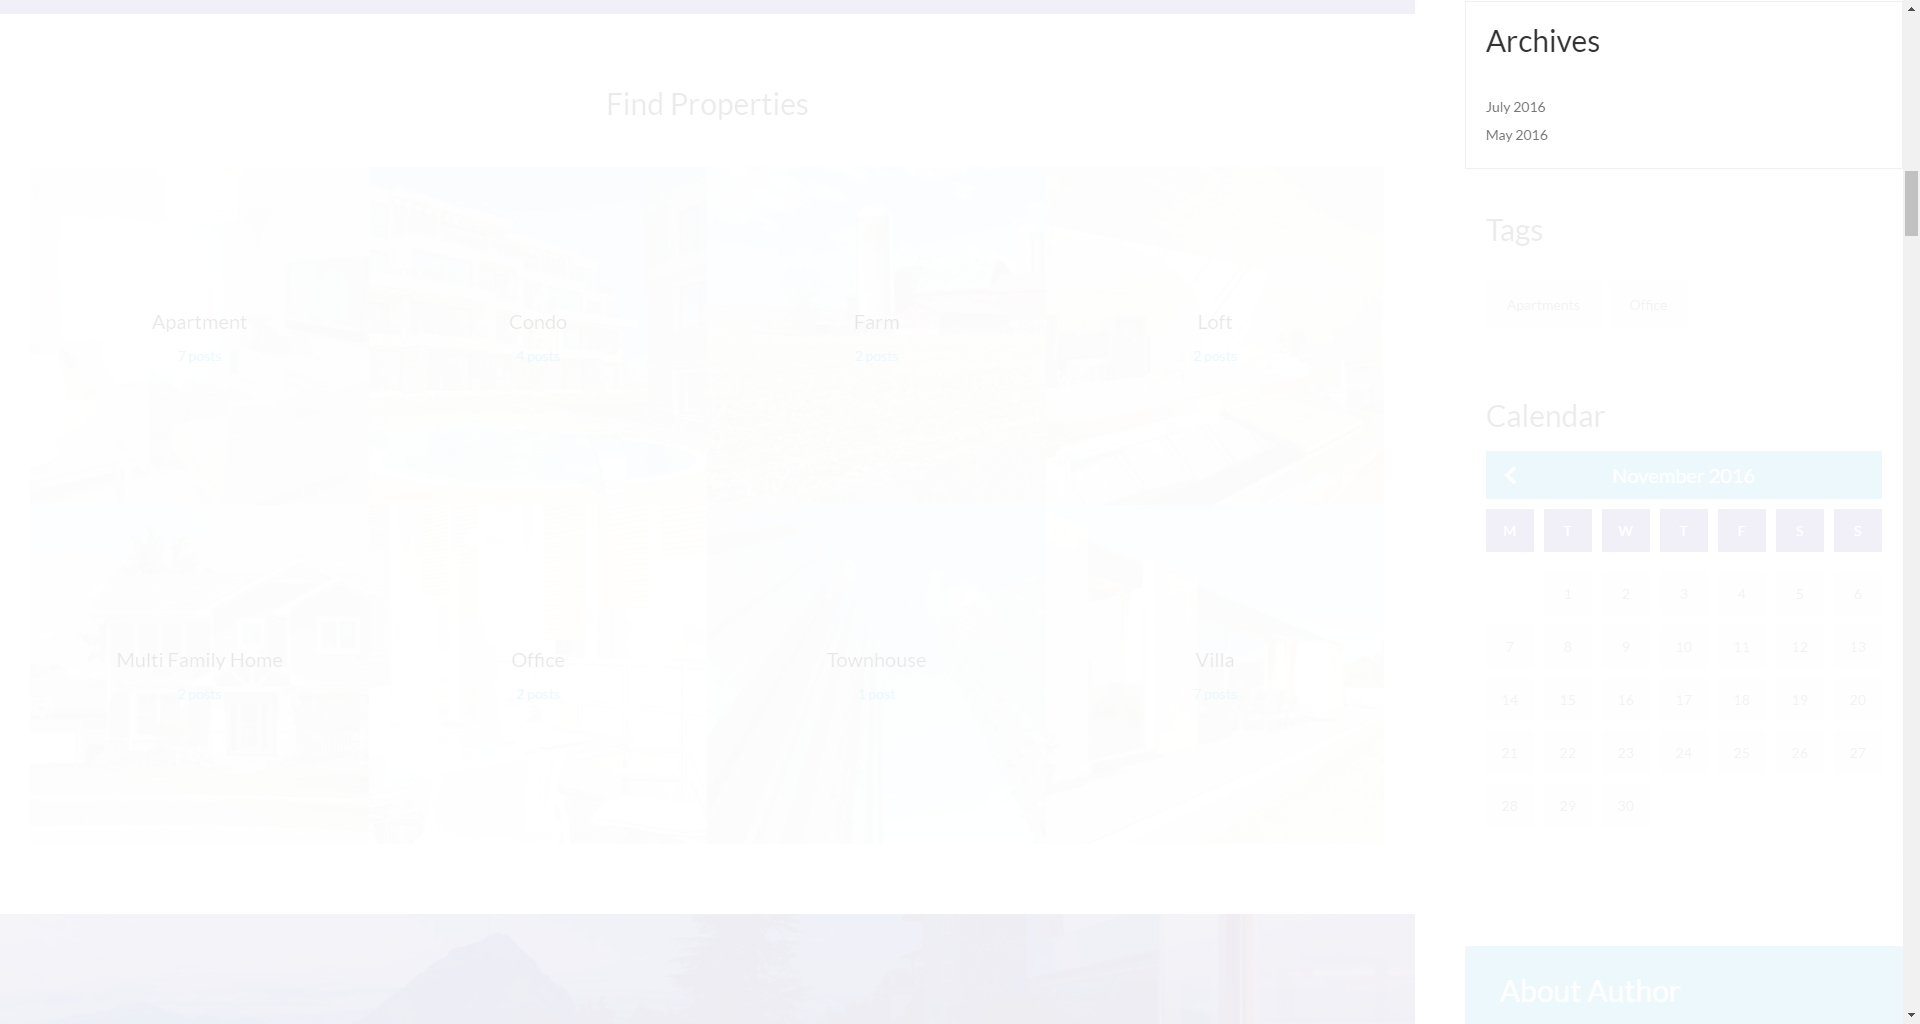 Find Properties
Apartment
7 posts
Condo
4 posts
Farm
2 posts
Loft
2 posts
Multi Family Home
2 posts
Office
2 posts
Townhouse
1 post
Villa
7 posts
Archives
July 2016
May 2016
Tags
Apartments Office
Calendar
November 2016
M T W T F S S
1 2 3 4 5 6
7 8 9 10 11 12 13
14 15 16 17 18 19 20
21 22 23 24 25 26 27
28 29 30
About Author